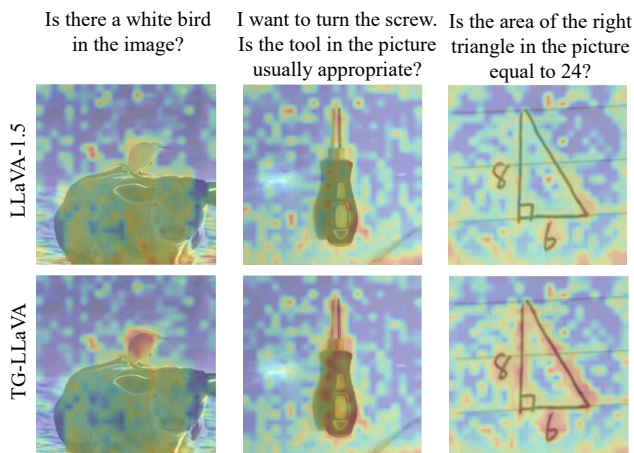 Is there a white bird
in the image?
I want to turn the screw.
Is the tool in the picture
usually appropriate?
Is the area of the right
triangle in the picture
equal to 24?
LLaVA-1.5
8
6
TG-LLaVA
8
6